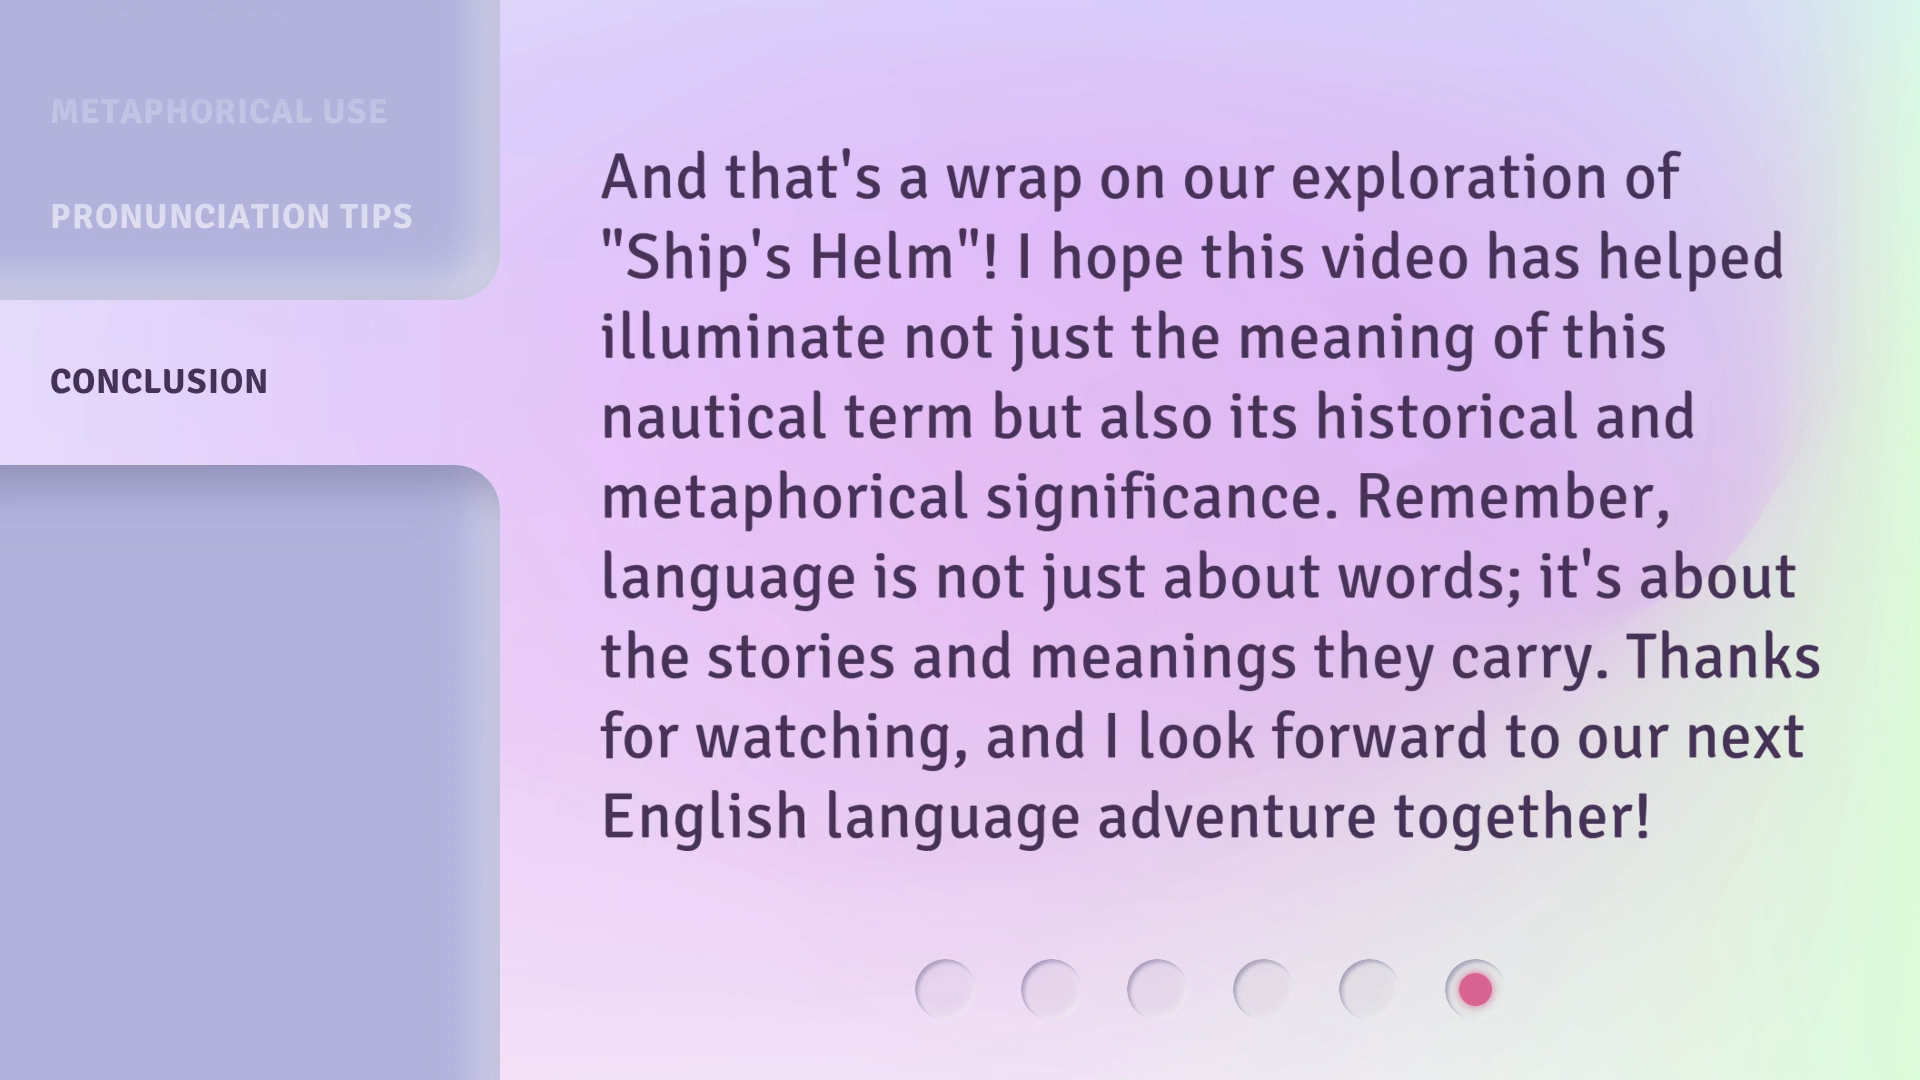 METAPHORICAL USE
PRONUNCIATION TIPS
CONCLUSION
And that's a wrap on our exploration of
"Ship's Helm"! I hope this video has helped
illuminate not just the meaning of this
nautical term but also its historical and
metaphorical significance. Remember,
language is not just about words; it's about
the stories and meanings they carry. Thanks
for watching, and I look forward to our next
English language adventure together!